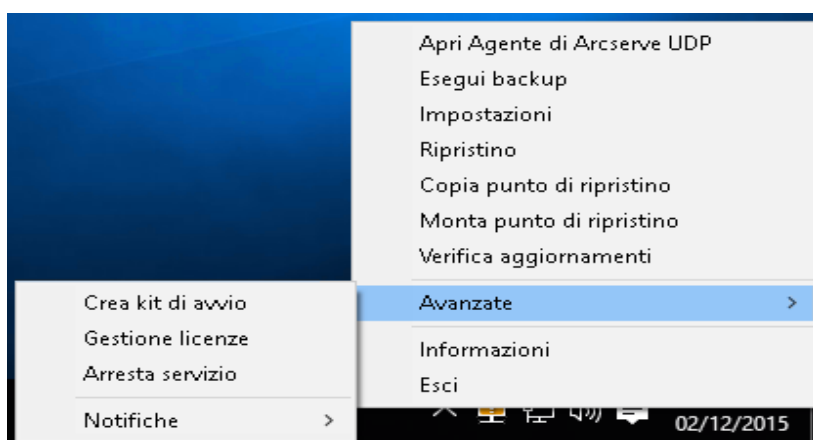 Apri Agente di Arcserve UDP
Esegui backup
Impostazioni
Ripristino
Copia punto di ripristino
Monta punto di ripristino
Verifica aggiornamenti
Avanzate
Informazioni
Esci
Crea kit di avvio
Gestione licenze
Arresta servizio
Notifiche
02/12/2015